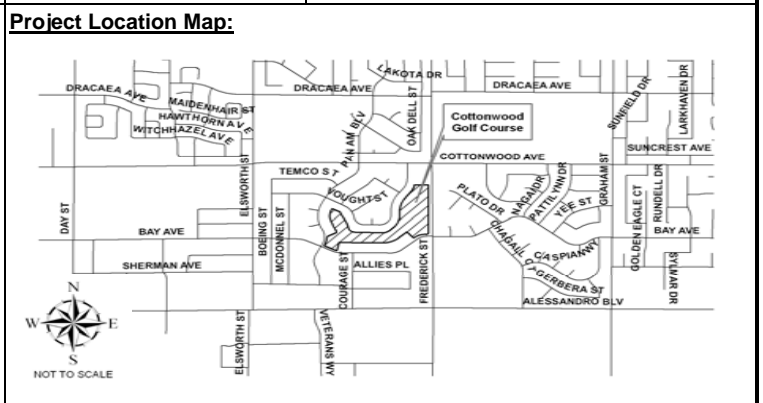 Project Location Map:
LAKOTA DR
DRACAEA AVE
DRACAEA AVE
DRACAEA AVE
MAIDENHAIR ST
HAWTHORN AVE
WITCHHAZEL AVE
PAN AM BLV
OAK DELL ST
SUNFIELD DR
LARKHAVEN DR
Cottonwood
Golf Course
COTTONWOOD AVE
SUNCREST AVE
TEMCO ST
VOUGHT ST
ELSWORTH ST
PLATO DR
NAGAI DR
PATTILYNN DR
YEE ST
GRAHAM ST
GOLDEN EAGLE CT
RUNDELL DR
DAY ST
BAY AVE
BOEING ST
MCDONNEL ST
BAY AVE
CHAGALL CT
CASPIAN WY
SHERMAN AVE
COURAGE ST
ALLIES PL
FREDERICK ST
GERBERA ST
SYLMAR DR
ALESSANDRO BLV
N
W
E
S
NOT TO SCALE
ELSWORTH ST
VETERANS WY